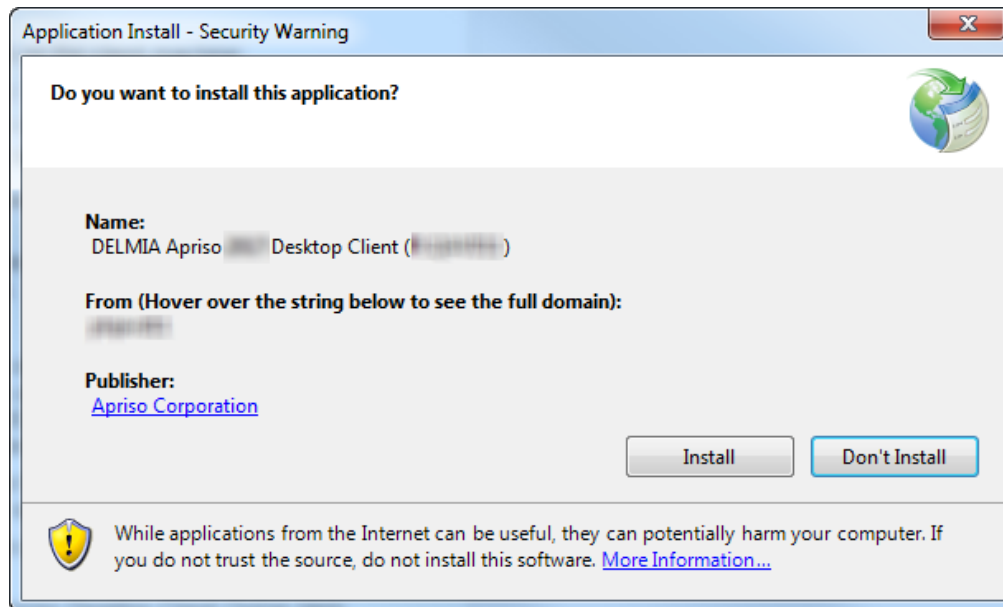 Application Install - Security Warning
Do you want to install this application?
Name:
DELMIA Apriso Desktop Client ( )
From (Hover over the string below to see the full domain):
Publisher:
Apriso Corporation
Install
Don't Install
While applications from the Internet can be useful, they can potentially harm your computer. If
you do not trust the source, do not install this software. More Information...